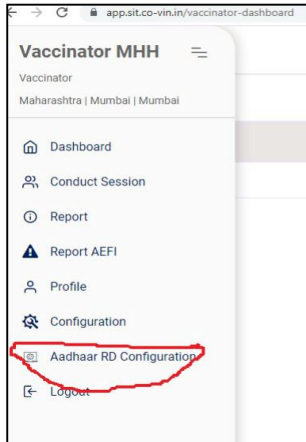 app.sit.co-vin.in/vaccinator-dashboard
Vaccinator MHH
Vaccinator
Maharashtra | Mumbai | Mumbai
Dashboard
Conduct Session
Report
Report AEFI
Profile
Configuration
Aadhaar RD Configuration
Logout